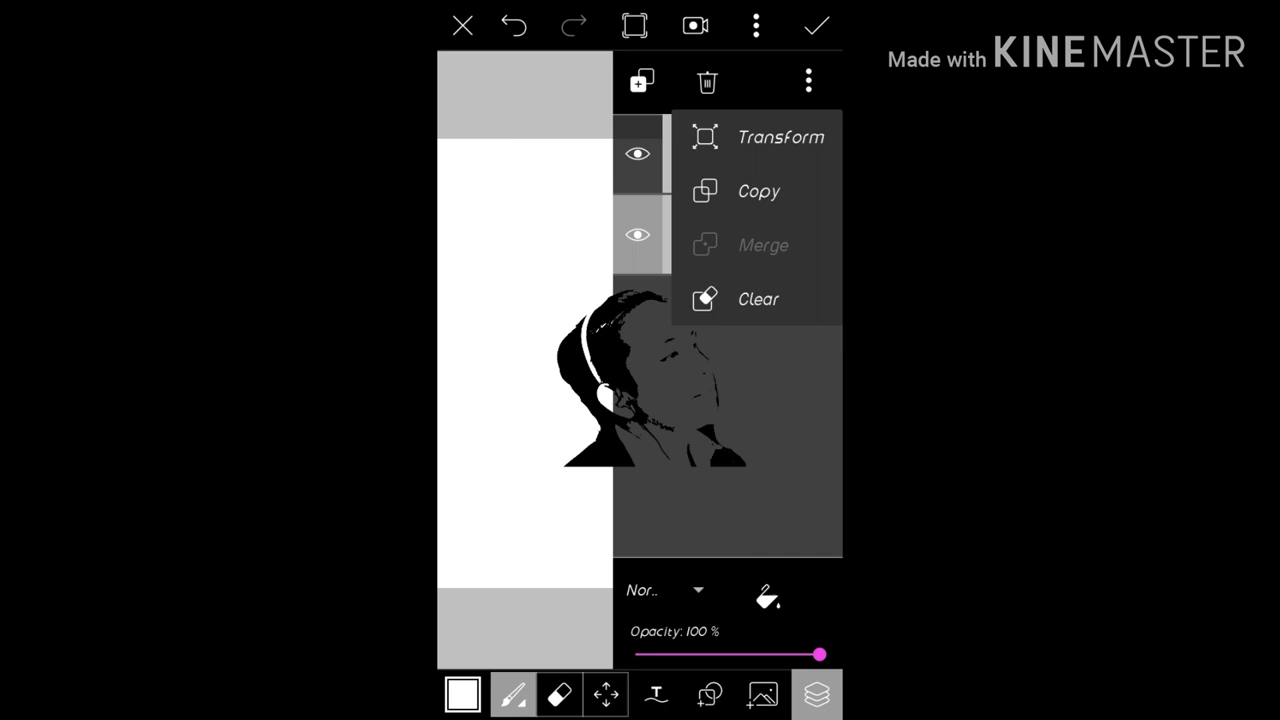 Made with KINEMASTER
Transform
Copy
Merge
Clear
Nor..
Opacity: 100 %
T